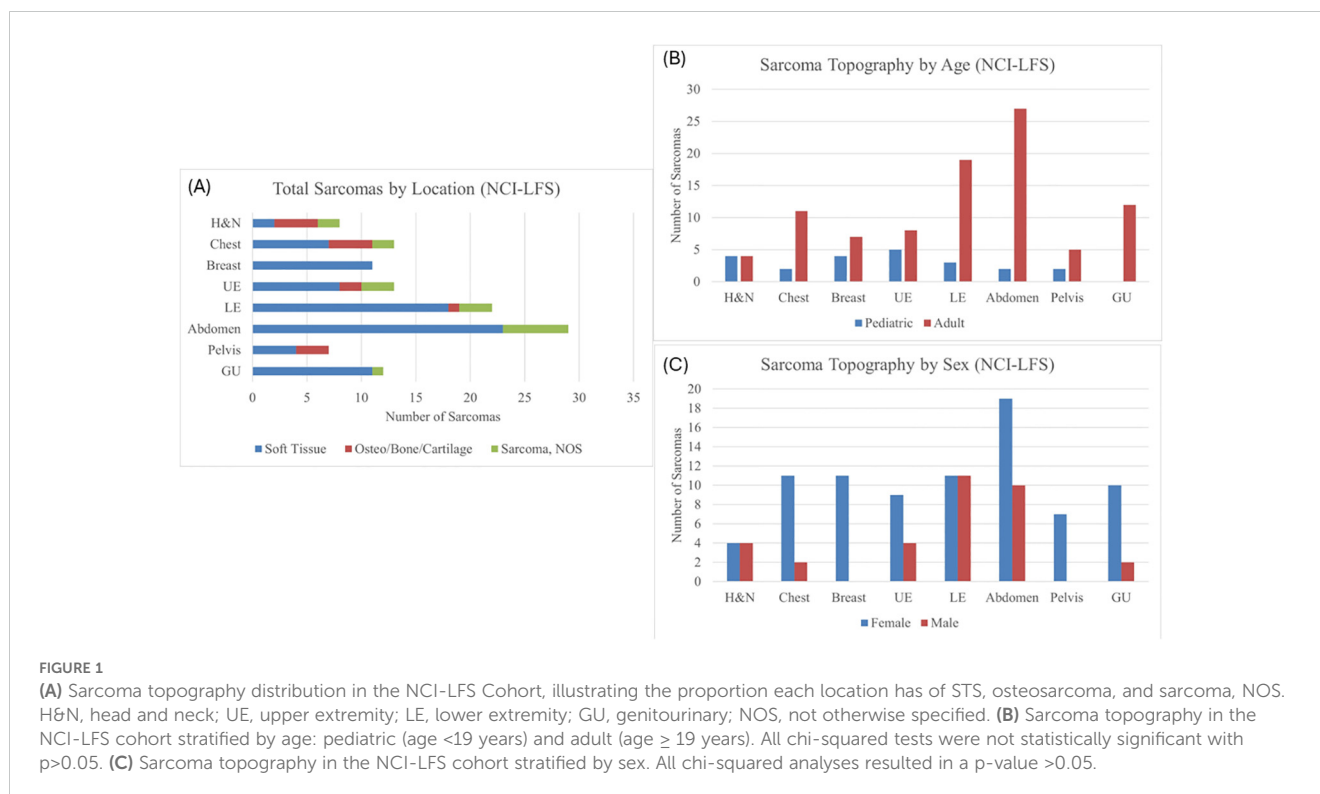 (A)
Total Sarcomas by Location (NCI-LFS)
H&N
Chest
Breast
UE
LE
Abdomen
Pelvis
GU
0 5 10 15 20 25 30 35
Number of Sarcomas
Soft Tissue Osteo/Bone/Cartilage Sarcoma, NOS
(B)
Sarcoma Topography by Age (NCI-LFS)
Number of Sarcomas
30
25
20
15
10
5
0
H&N Chest Breast UE LE Abdomen Pelvis GU
Pediatric Adult
(C)
Sarcoma Topography by Sex (NCI-LFS)
Number of Sarcomas
20
18
16
14
12
10
8
6
4
2
0
H&N Chest Breast UE LE Abdomen Pelvis GU
Female Male
FIGURE 1
(A) Sarcoma topography distribution in the NCI-LFS Cohort, illustrating the proportion each location has of STS, osteosarcoma, and sarcoma, NOS.
H&N, head and neck; UE, upper extremity; LE, lower extremity; GU, genitourinary; NOS, not otherwise specified. (B) Sarcoma topography in the
NCI-LFS cohort stratified by age: pediatric (age <19 years) and adult (age ≥ 19 years). All chi-squared tests were not statistically significant with
p>0.05. (C) Sarcoma topography in the NCI-LFS cohort stratified by sex. All chi-squared analyses resulted in a p-value >0.05.